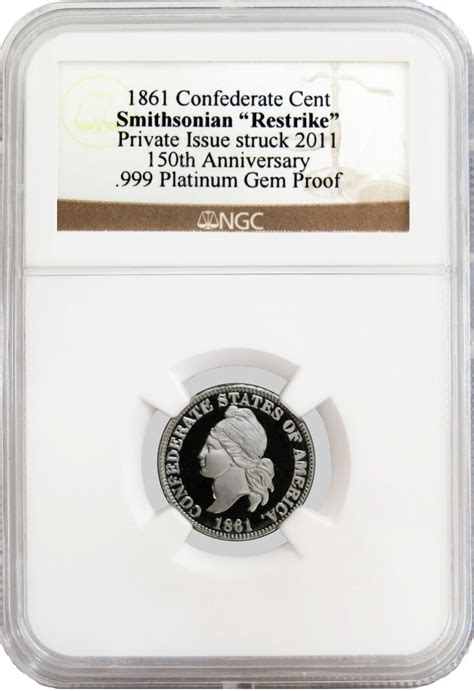 1861 Confederate Cent
Smithsonian "Restrike"
Private Issue struck 2011
150th Anniversary
.999 Platinum Gem Proof
NGC
CONFEDERATE STATES OF AMERICA.
1861